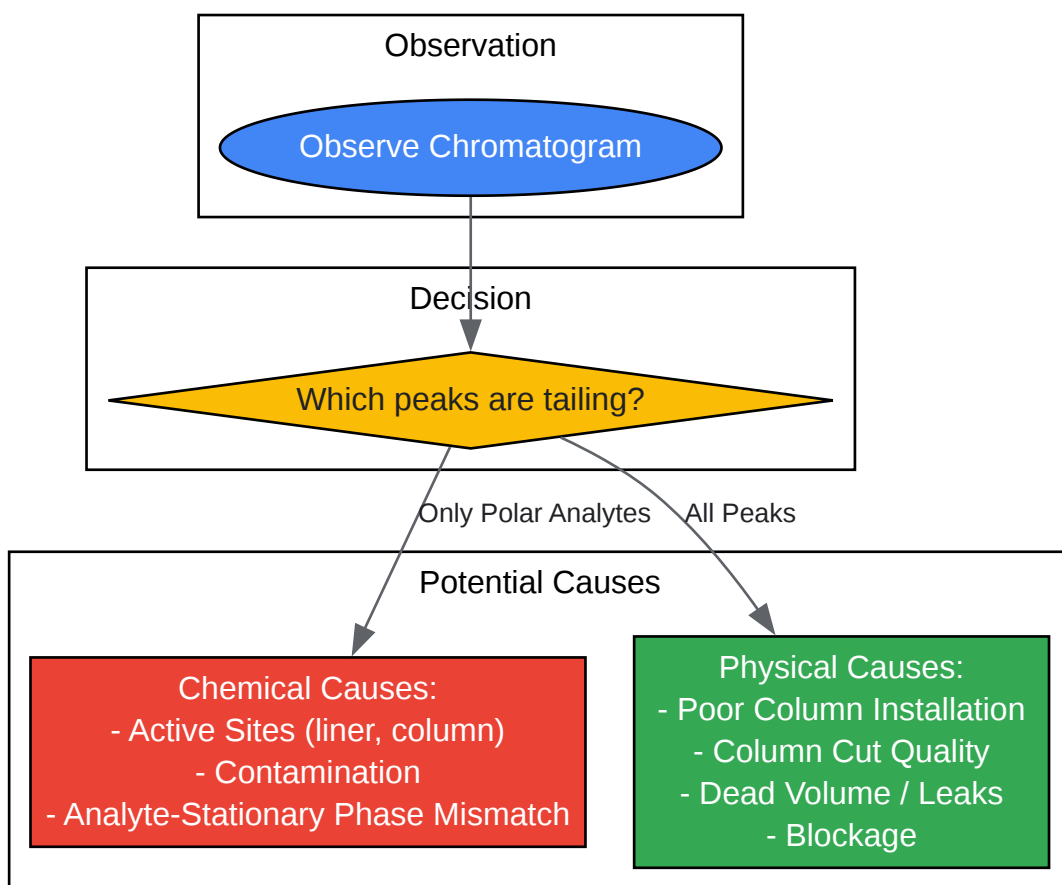 Observation
Observe Chromatogram
Decision
Which peaks are tailing?
Only Polar Analytes
All Peaks
Potential Causes
Chemical Causes:
- Active Sites (liner, column)
- Contamination
- Analyte-Stationary Phase Mismatch
Physical Causes:
- Poor Column Installation
- Column Cut Quality
- Dead Volume / Leaks
- Blockage